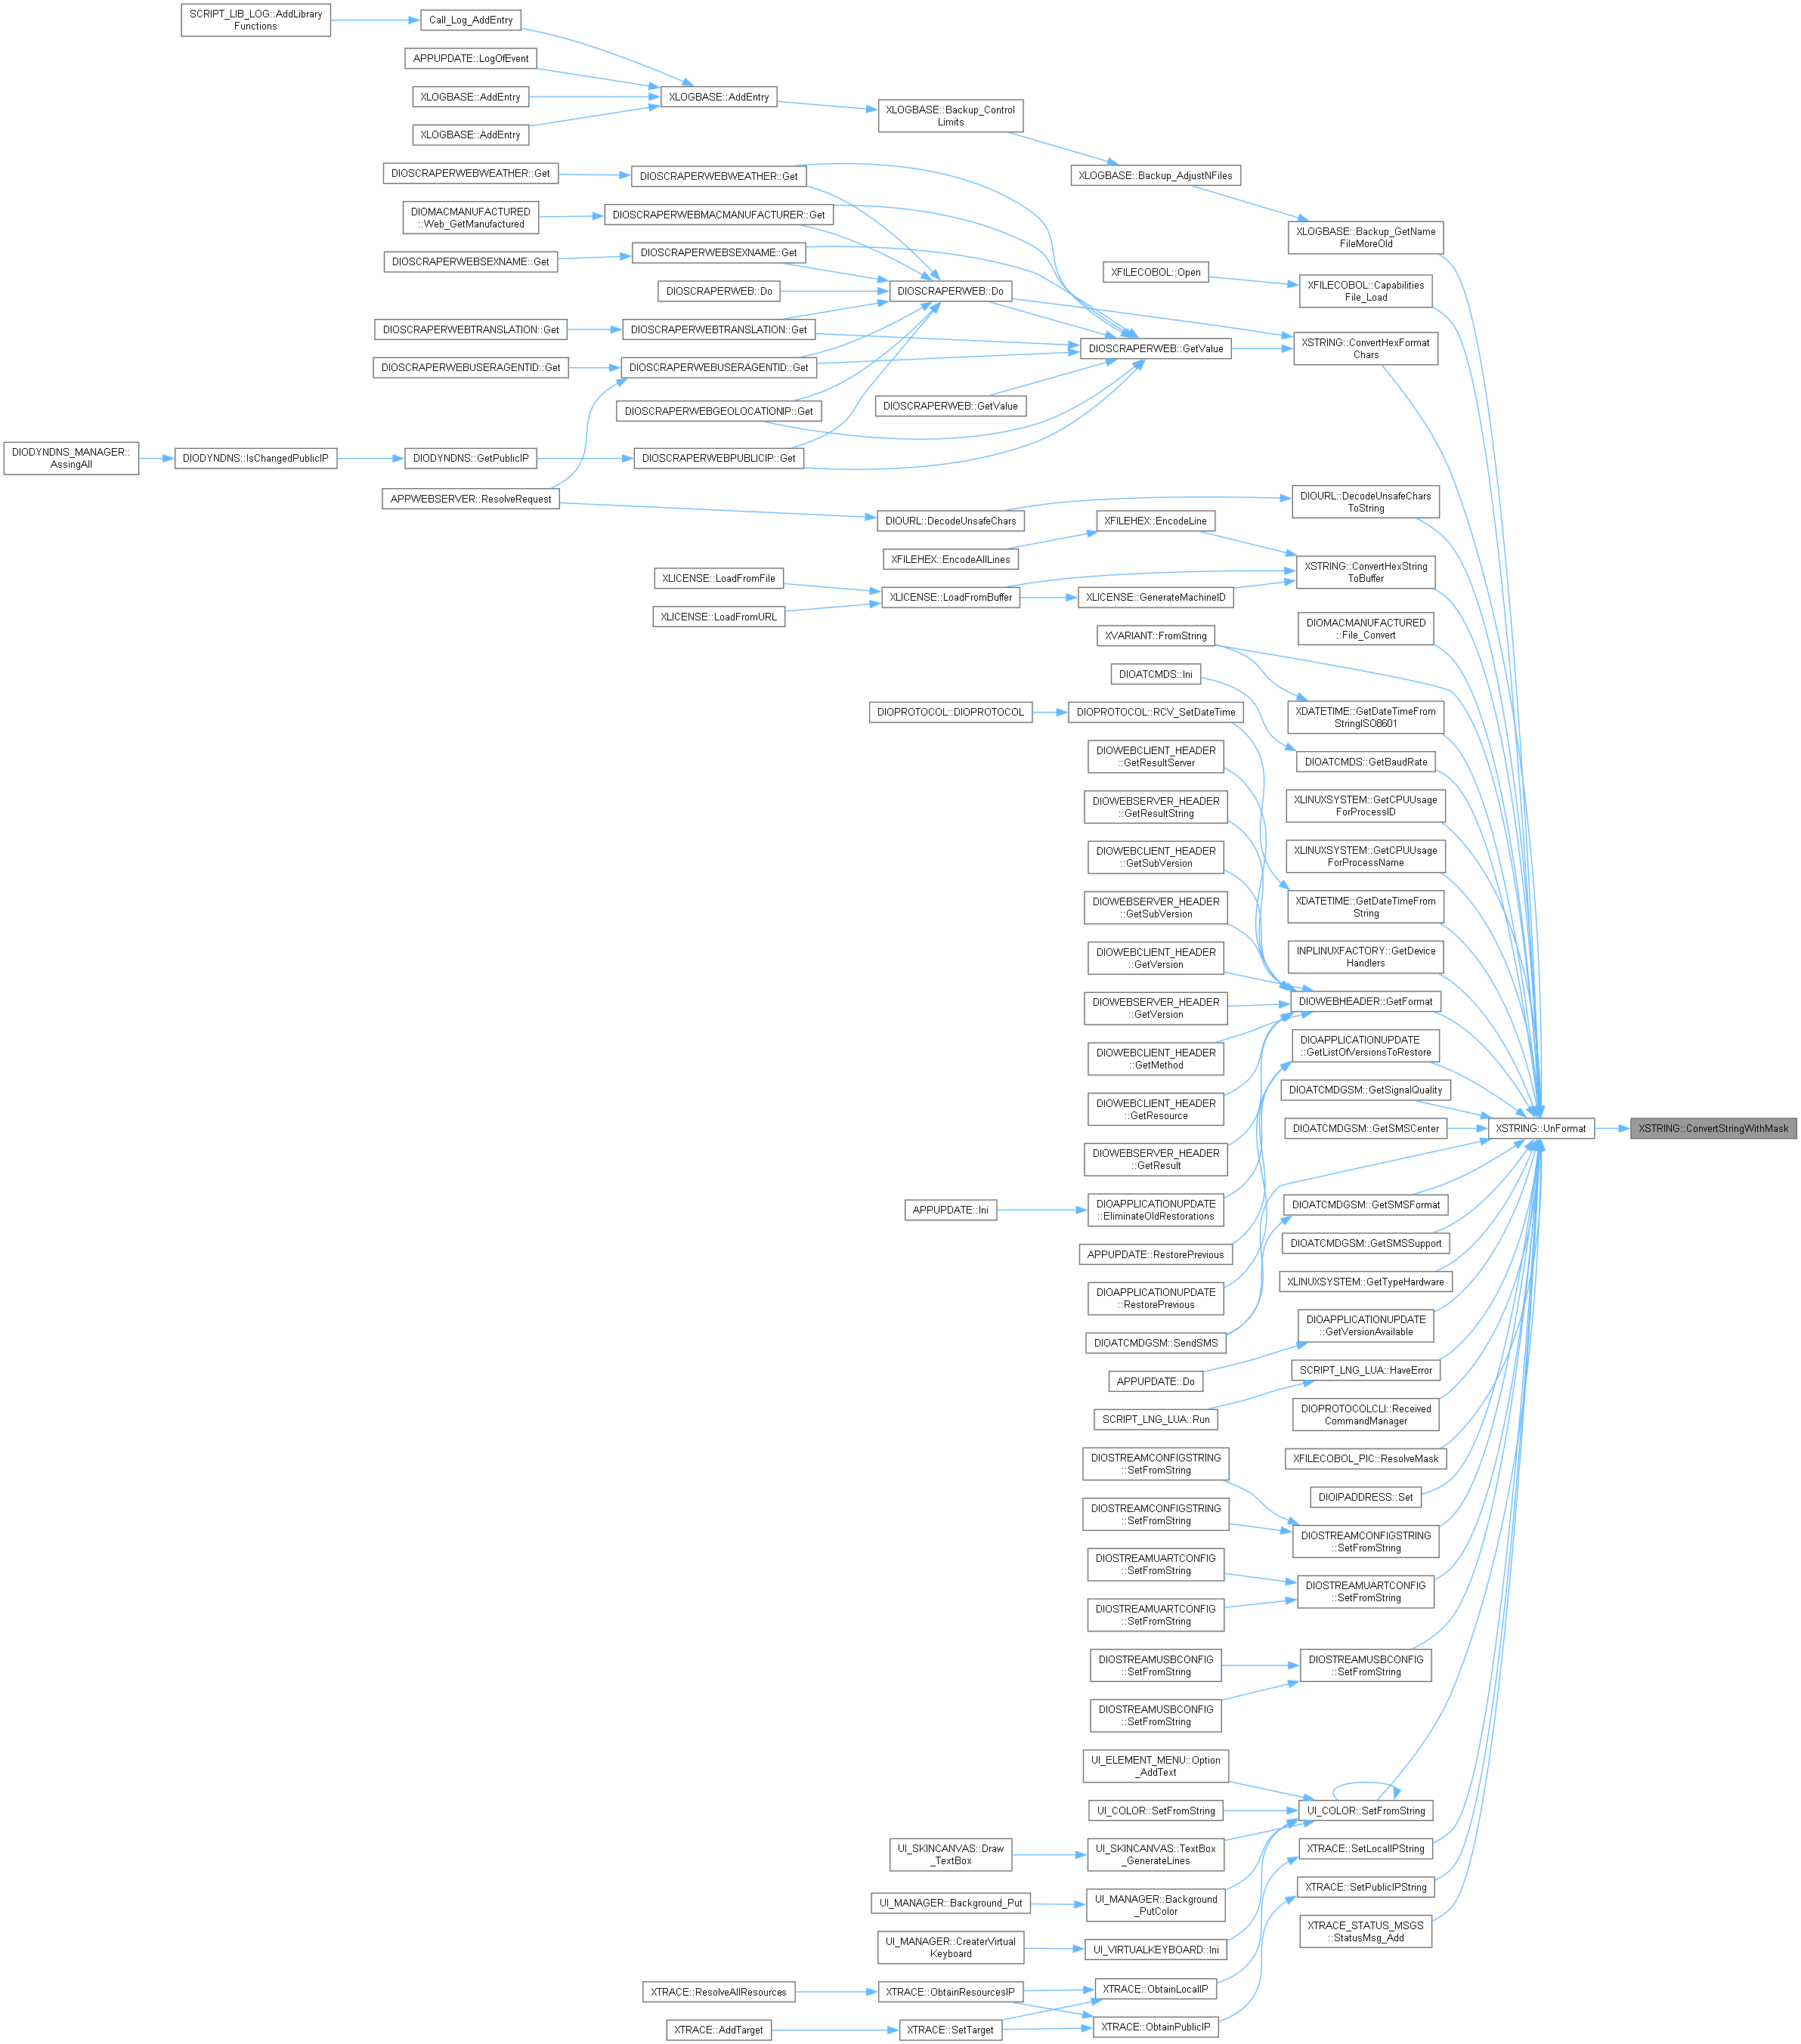 SCRIPT_LIB_LOG::AddLibrary
Functions
Call_Log_AddEntry
APPUPDATE::LogOfEvent
XLOGBASE::AddEntry
XLOGBASE::AddEntry
XLOGBASE::AddEntry
XLOGBASE::Backup_Control
Limits
XLOGBASE::Backup_AdjustNFiles
XLOGBASE::Backup_GetName
FileMoreOld
DIOSCRAPERWEBWEATHER::Get
DIOSCRAPERWEBWEATHER::Get
DIOMACMANUFACTURED
::Web_GetManufactured
DIOSCRAPERWEBMACMANUFACTURER::Get
DIOSCRAPERWEBSEXNAME::Get
DIOSCRAPERWEBSEXNAME::Get
DIOSCRAPERWEB::Do
DIOSCRAPERWEB::Do
XFILECOBOL::Open
XFILECOBOL::Capabilities
File_Load
DIOSCRAPERWEBTRANSLATION::Get
DIOSCRAPERWEBTRANSLATION::Get
DIOSCRAPERWEB::GetValue
XSTRING::ConvertHexFormat
Chars
DIOSCRAPERWEBUSERAGENTID::Get
DIOSCRAPERWEBUSERAGENTID::Get
DIOSCRAPERWEBGEOLOCATIONIP::Get
DIOSCRAPERWEB::GetValue
DIODYNDNS_MANAGER::
AssingAll
DIODYNDNS::IsChangedPublicIP
DIODYNDNS::GetPublicIP
DIOSCRAPERWEBPUBLICIP::Get
APPWEBSERVER::ResolveRequest
DIOURL::DecodeUnsafeChars
DIOURL::DecodeUnsafeChars
ToString
XFILEHEX::EncodeLine
XFILEHEX::EncodeAllLines
XSTRING::ConvertHexString
ToBuffer
XLICENSE::LoadFromFile
XLICENSE::LoadFromBuffer
XLICENSE::GenerateMachineID
XLICENSE::LoadFromURL
DIOMACMANUFACTURED
::File_Convert
XVARIANT::FromString
DIOATCMDS::Ini
XDATETIME::GetDateTimeFrom
StringISO8601
DIOPROTOCOL::DIOPROTOCOL
DIOPROTOCOL::RCV_SetDateTime
DIOATCMDS::GetBaudRate
DIOWEBCLIENT_HEADER
::GetResultServer
XLINUXSYSTEM::GetCPUUsage
ForProcessID
DIOWEBSERVER_HEADER
::GetResultString
XLINUXSYSTEM::GetCPUUsage
ForProcessName
DIOWEBCLIENT_HEADER
::GetSubVersion
XDATETIME::GetDateTimeFrom
String
DIOWEBSERVER_HEADER
::GetSubVersion
INPLINUXFACTORY::GetDevice
Handlers
DIOWEBCLIENT_HEADER
::GetVersion
DIOWEBHEADER::GetFormat
DIOWEBSERVER_HEADER
::GetVersion
DIOAPPLICATIONUPDATE
::GetListOfVersionsToRestore
DIOWEBCLIENT_HEADER
::GetMethod
DIOATCMDGSM::GetSignalQuality
DIOWEBCLIENT_HEADER
::GetResource
DIOATCMDGSM::GetSMSCenter
XSTRING::UnFormat
XSTRING::ConvertStringWithMask
DIOWEBSERVER_HEADER
::GetResult
APPUPDATE::Ini
DIOAPPLICATIONUPDATE
::EliminateOldRestorations
DIOATCMDGSM::GetSMSFormat
APPUPDATE::RestorePrevious
DIOATCMDGSM::GetSMSSupport
DIOAPPLICATIONUPDATE
::RestorePrevious
XLINUXSYSTEM::GetTypeHardware
DIOATCMDGSM::SendSMS
DIOAPPLICATIONUPDATE
::GetVersionAvailable
APPUPDATE::Do
SCRIPT_LNG_LUA::HaveError
SCRIPT_LNG_LUA::Run
DIOPROTOCOLCLI::Received
CommandManager
DIOSTREAMCONFIGSTRING
::SetFromString
XFILECOBOL_PIC::ResolveMask
DIOIPADDRESS::Set
DIOSTREAMCONFIGSTRING
::SetFromString
DIOSTREAMCONFIGSTRING
::SetFromString
DIOSTREAMUARTCONFIG
::SetFromString
DIOSTREAMUARTCONFIG
::SetFromString
DIOSTREAMUARTCONFIG
::SetFromString
DIOSTREAMUSBCONFIG
::SetFromString
DIOSTREAMUSBCONFIG
::SetFromString
DIOSTREAMUSBCONFIG
::SetFromString
UI_ELEMENT_MENU::Option
_AddText
UI_COLOR::SetFromString
UI_COLOR::SetFromString
UI_SKINCANVAS::Draw
_TextBox
UI_SKINCANVAS::TextBox
_GenerateLines
XTRACE::SetLocalIPString
UI_MANAGER::Background_Put
UI_MANAGER::Background
_PutColor
XTRACE::SetPublicIPString
UI_MANAGER::CreaterVirtual
Keyboard
UI_VIRTUALKEYBOARD::Ini
XTRACE_STATUS_MSGS
::StatusMsg_Add
XTRACE::ResolveAllResources
XTRACE::ObtainResourcesIP
XTRACE::ObtainLocalIP
XTRACE::AddTarget
XTRACE::SetTarget
XTRACE::ObtainPublicIP